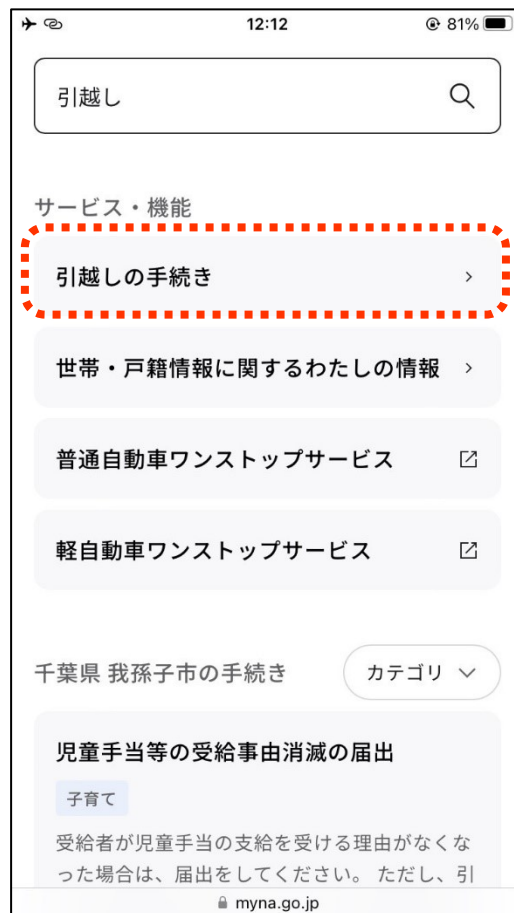 12:12
81%
引越し
サービス・機能
引越しの手続き
世帯・戸籍情報に関するわたしの情報
普通自動車ワンストップサービス
軽自動車ワンストップサービス
千葉県 我孫子市の手続き
カテゴリ
児童手当等の受給事由消滅の届出
子育て
受給者が児童手当の支給を受ける理由がなくな
った場合は、届出をしてください。 ただし、引
myna.go.jp